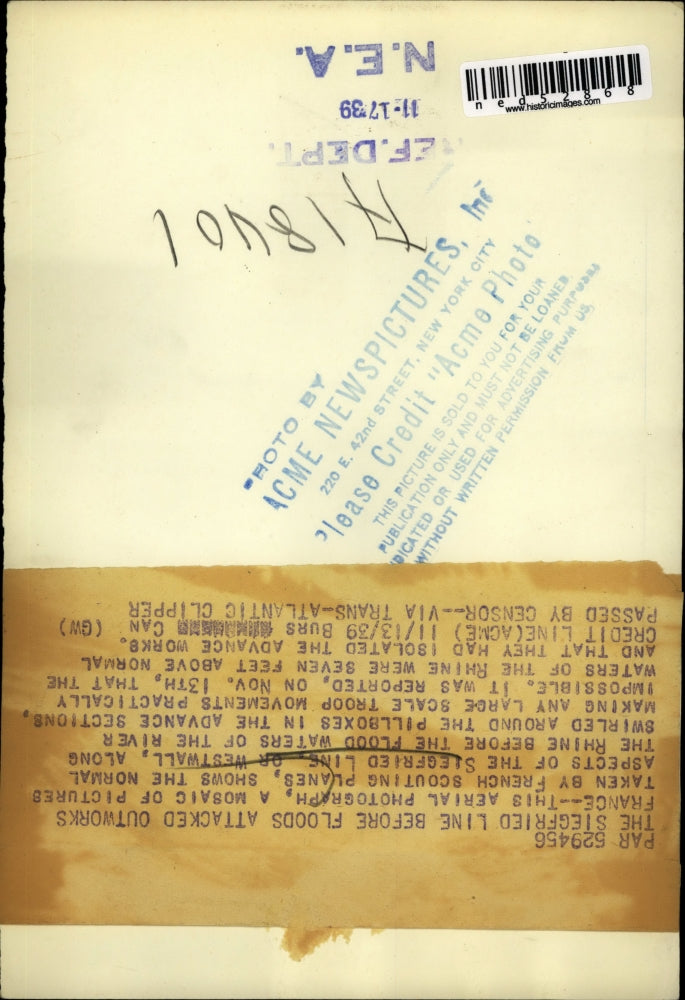 ned52868
www.historicimages.com
N.E.A.
11-17 39
REF. DEPT.
PHOTO BY
ACME NEWSPICTURES, Inc
220 E. 42nd STREET, NEW YORK CITY
Please Credit "Acme Photo"
THIS PICTURE IS SOLD TO YOU FOR YOUR
PUBLICATION ONLY AND MUST NOT BE LOANED
DICATED OR USED FOR ADVERTISING PURPOSES
WITHOUT WRITTEN PERMISSION FROM US.
PAR 529456
THE SIEGFRIED LINE BEFORE FLOODS ATTACKED OUTWORKS
FRANCE--THIS AERIAL PHOTOGRAPH, A MOSAIC OF PICTURES
TAKEN BY FRENCH SCOUTING PLANES, SHOWS THE NORMAL
ASPECTS OF THE SIEGFRIED LINE, OR WESTWALL, ALONG
THE RHINE BEFORE THE FLOOD WATERS OF THE RIVER
SWIRLED AROUND THE PILLBOXES IN THE ADVANCE SECTIONS,
MAKING ANY LARGE SCALE TROOP MOVEMENTS PRACTICALLY
IMPOSSIBLE. IT WAS REPORTED, ON NOV. 13TH, THAT THE
WATERS OF THE RHINE WERE SEVEN FEET ABOVE NORMAL
AND THAT THEY HAD ISOLATED THE ADVANCE WORKS.
CREDIT LINE(ACME) 11/13/39 BURS CAN (GW)
PASSED BY CENSOR--VIA TRANS-ATLANTIC CLIPPER